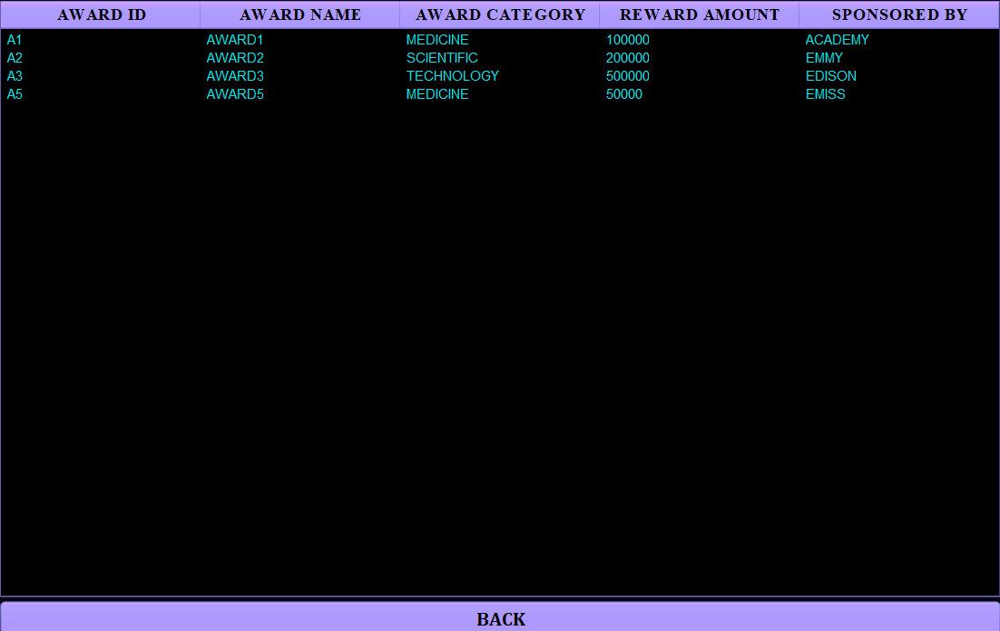 AWARD ID AWARD NAME AWARD CATEGORY REWARD AMOUNT SPONSORED BY
A1 AWARD1 MEDICINE 100000 ACADEMY
A2 AWARD2 SCIENTIFIC 200000 EMMY
A3 AWARD3 TECHNOLOGY 500000 EDISON
A5 AWARD5 MEDICINE 50000 EMISS
BACK